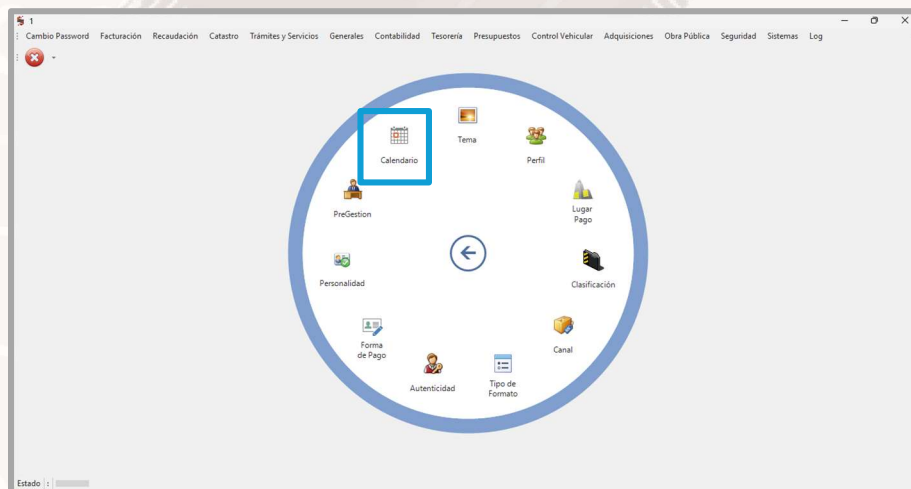 1
Cambio Password Facturación Recaudación Catastro Trámites y Servicios Generales Contabilidad Tesorería Presupuestos Control Vehicular Adquisiciones Obra Pública Seguridad Sistemas Log
Tema
Calendario
Perfil
PreGestion
Lugar
Pago
Personalidad
Clasificación
Forma
de Pago
Canal
Autenticidad
Tipo de
Formato
Estado :